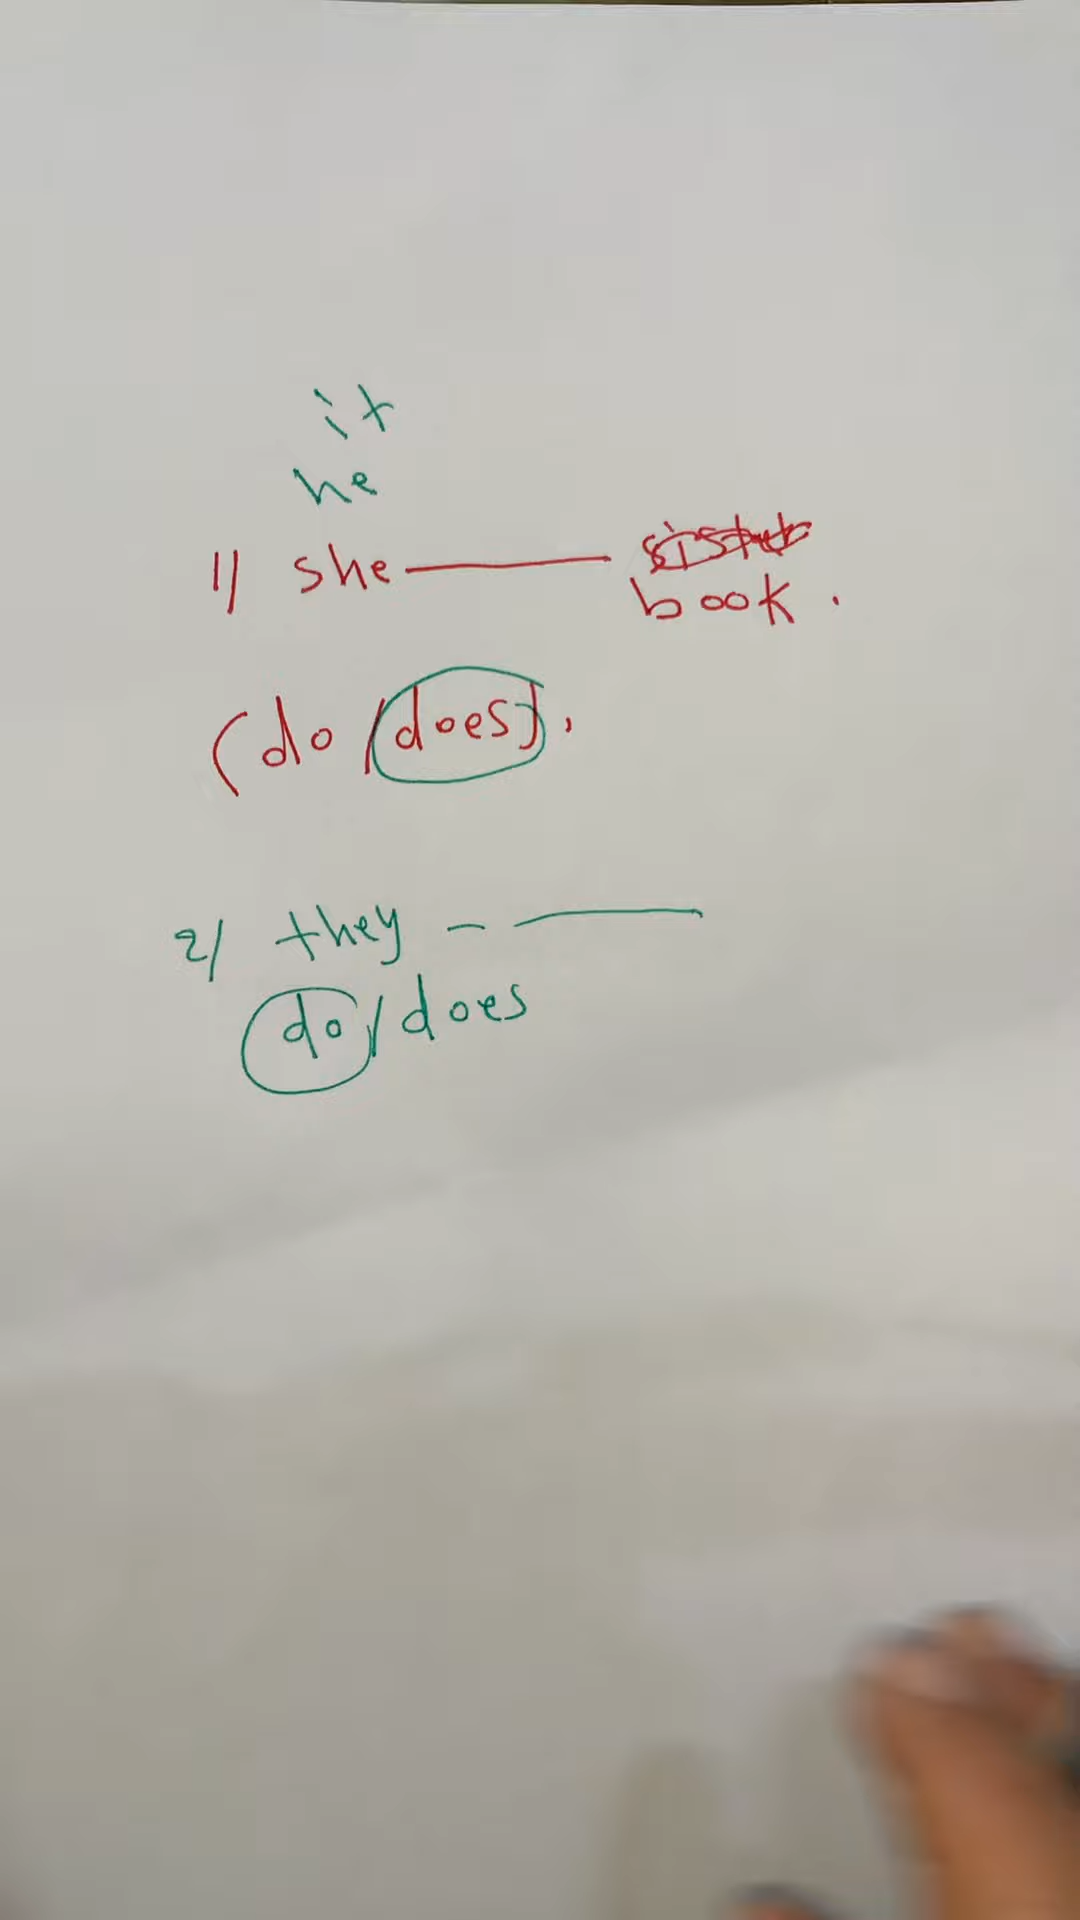 it
he
1) she ———
book.
(do/does).
2/ they - ———
do/does